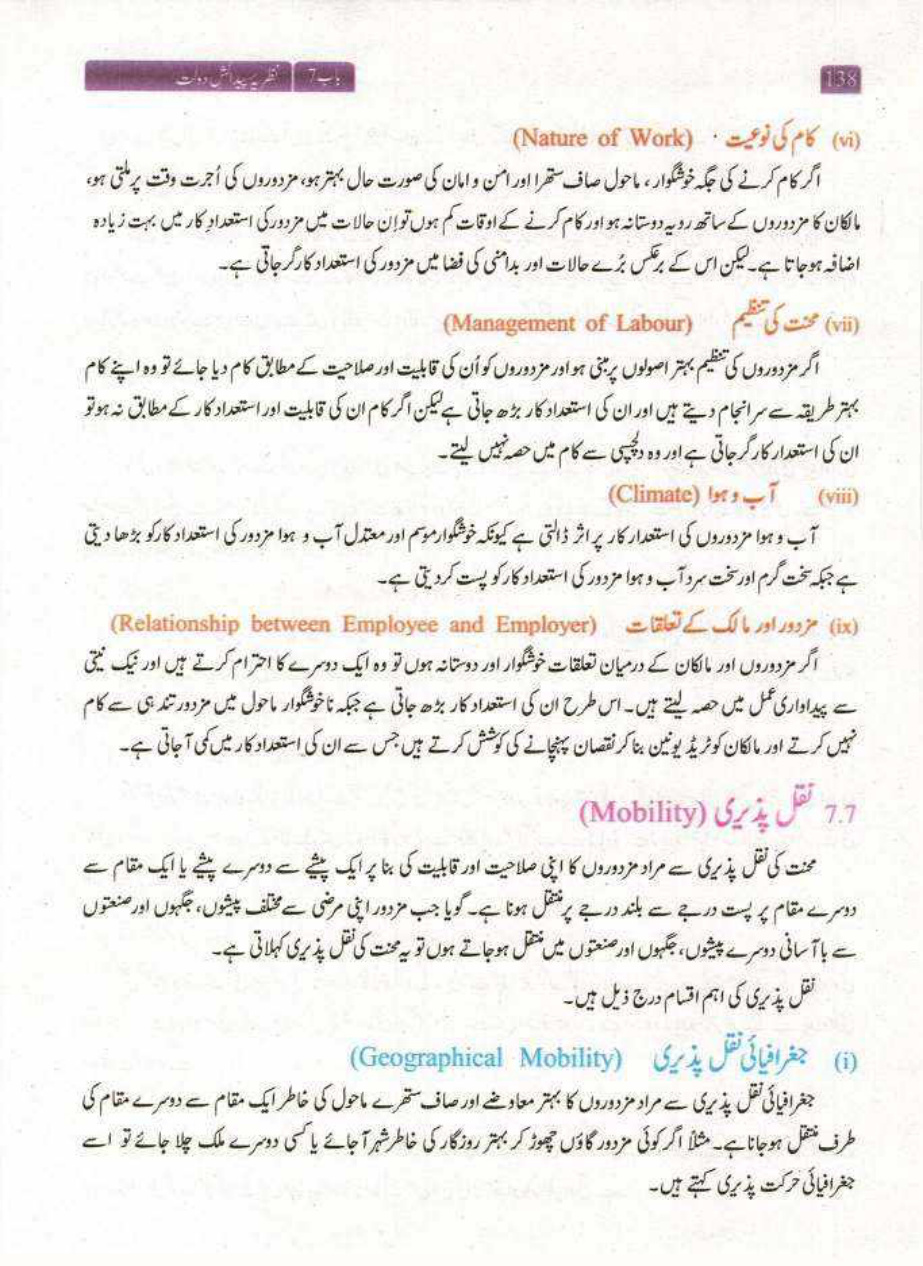 138
باب 7 نظریہ پیدائش دولت
(vi) کام کی نوعیت (Nature of Work)
اگر کام کرنے کی جگہ خوشگوار، ماحول صاف ستھرا اور امن و امان کی صورت حال بہتر ہو، مزدوروں کی اُجرت وقت پر ملتی ہو،
مالکان کا مزدوروں کے ساتھ رویہ دوستانہ ہو اور کام کرنے کے اوقات کم ہوں تو اِن حالات میں مزدور کی استعدادِ کار میں بہت زیادہ
اضافہ ہو جاتا ہے۔ لیکن اس کے برعکس بُرے حالات اور بدامنی کی فضا میں مزدور کی استعداد کار گر جاتی ہے۔
(vii) محنت کی تنظیم (Management of Labour)
اگر مزدوروں کی تنظیم بہتر اصولوں پر مبنی ہو اور مزدوروں کو اُن کی قابلیت اور صلاحیت کے مطابق کام دیا جائے تو وہ اپنے کام
بہتر طریقہ سے سر انجام دیتے ہیں اور ان کی استعداد کار بڑھ جاتی ہے لیکن اگر کام ان کی قابلیت اور استعداد کار کے مطابق نہ ہو تو
ان کی استعدار کار گر جاتی ہے اور وہ دلچسپی سے کام میں حصہ نہیں لیتے۔
(viii) آب و ہوا (Climate)
آب و ہوا مزدوروں کی استعدار کار پر اثر ڈالتی ہے کیونکہ خوشگوار موسم اور معتدل آب و ہوا مزدور کی استعداد کار کو بڑھا دیتی
ہے جبکہ سخت گرم اور سخت سرد آب و ہوا مزدور کی استعداد کار کو پست کر دیتی ہے۔
(ix) مزدور اور مالک کے تعلقات (Relationship between Employee and Employer)
اگر مزدوروں اور مالکان کے درمیان تعلقات خوشگوار اور دوستانہ ہوں تو وہ ایک دوسرے کا احترام کرتے ہیں اور نیک نیتی
سے پیداواری عمل میں حصہ لیتے ہیں۔ اس طرح ان کی استعداد کار بڑھ جاتی ہے جبکہ ناخوشگوار ماحول میں مزدور تند ہی سے کام
نہیں کرتے اور مالکان کو ٹریڈ یونین بنا کر نقصان پہنچانے کی کوشش کرتے ہیں جس سے ان کی استعداد کار میں کمی آ جاتی ہے۔
7.7 نقل پذیری (Mobility)
محنت کی نقل پذیری سے مراد مزدوروں کا اپنی صلاحیت اور قابلیت کی بنا پر ایک پیشے سے دوسرے پیشے یا ایک مقام سے
دوسرے مقام پر پست درجے سے بلند درجے پر منتقل ہونا ہے۔ گویا جب مزدور اپنی مرضی سے مختلف پیشوں، جگہوں اور صنعتوں
سے باآسانی دوسرے پیشوں، جگہوں اور صنعتوں میں منتقل ہو جاتے ہوں تو یہ محنت کی نقل پذیری کہلاتی ہے۔
نقل پذیری کی اہم اقسام درج ذیل ہیں۔
(i) جغرافیائی نقل پذیری (Geographical Mobility)
جغرافیائی نقل پذیری سے مراد مزدوروں کا بہتر معاوضے اور صاف ستھرے ماحول کی خاطر ایک مقام سے دوسرے مقام کی
طرف منتقل ہو جانا ہے۔ مثلاً اگر کوئی مزدور گاؤں چھوڑ کر بہتر روزگار کی خاطر شہر آ جائے یا کسی دوسرے ملک چلا جائے تو اسے
جغرافیائی حرکت پذیری کہتے ہیں۔